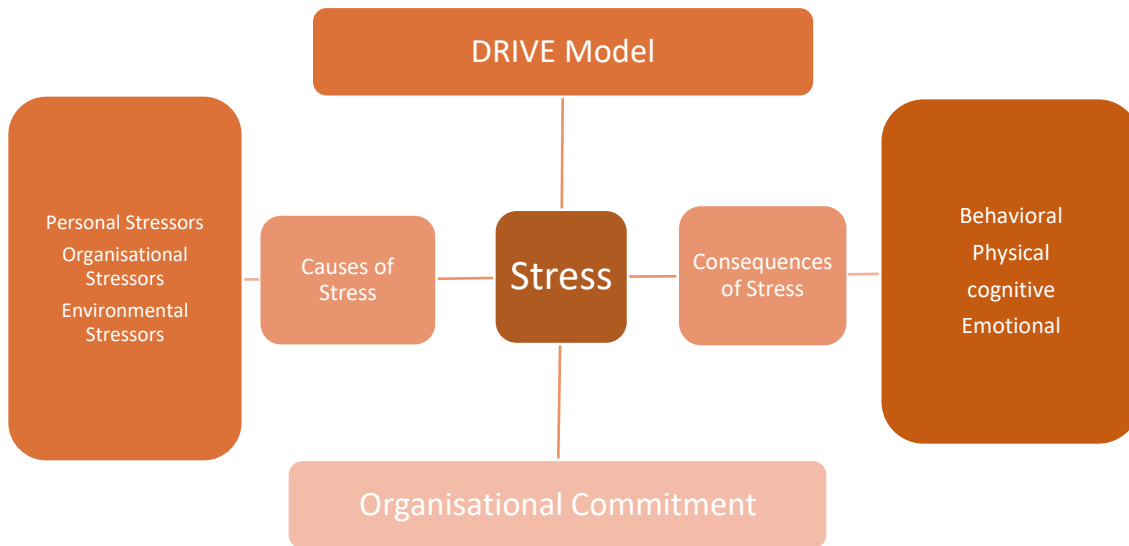 DRIVE Model
Personal Stressors
Organisational
Stressors
Environmental
Stressors
Causes of
Stress
Stress
Consequences
of Stress
Behavioral
Physical
cognitive
Emotional
Organisational Commitment